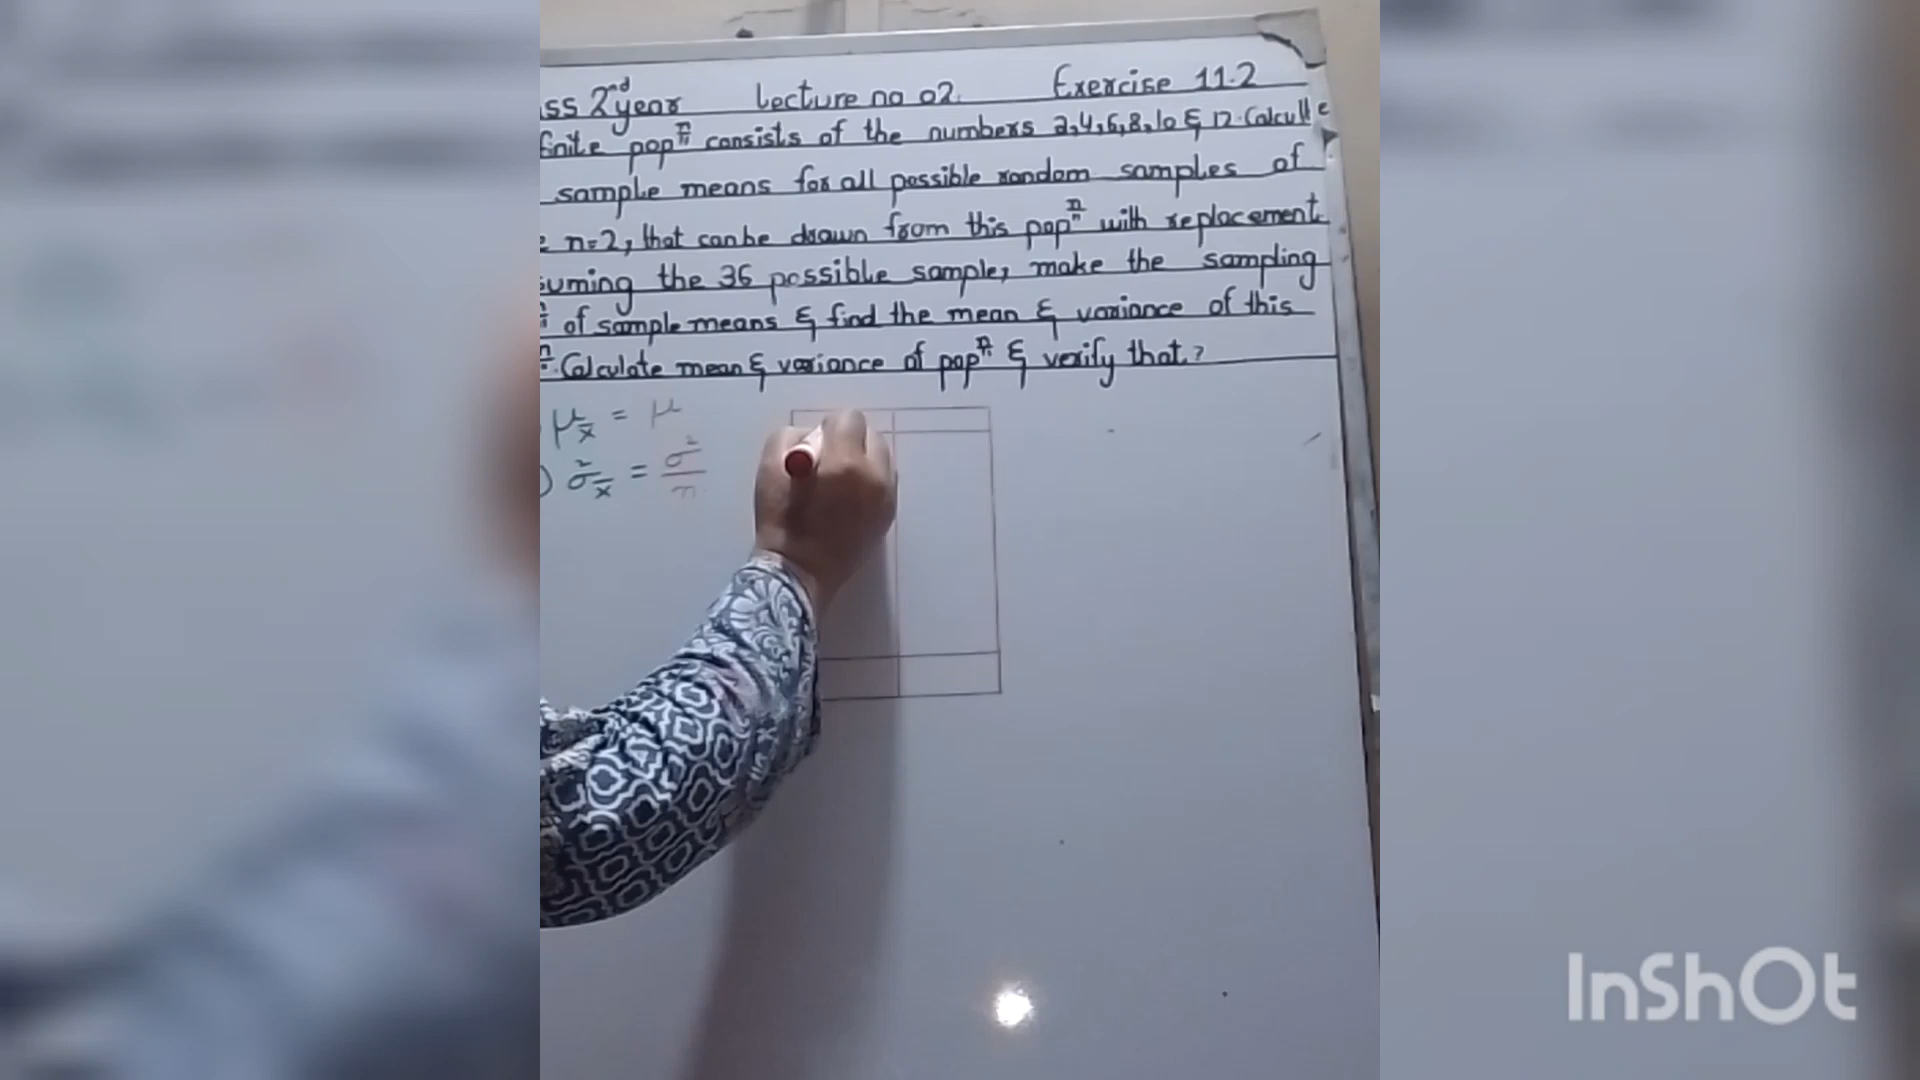 ss 2nd year Lecture no 02. Exercise 11.2
finite popⁿ consists of the numbers 2,4,6,8,10 & 12. Calcul e
sample means for all possible random samples of
e n=2, that can be drawn from this popⁿ with replacement
suming the 36 possible sample, make the sampling
of sample means & find the mean & variance of this
n. Calculate mean & variance of popⁿ & verify that?
μx̄ = μ
) σ²x̄ = σ²/n
InShOt